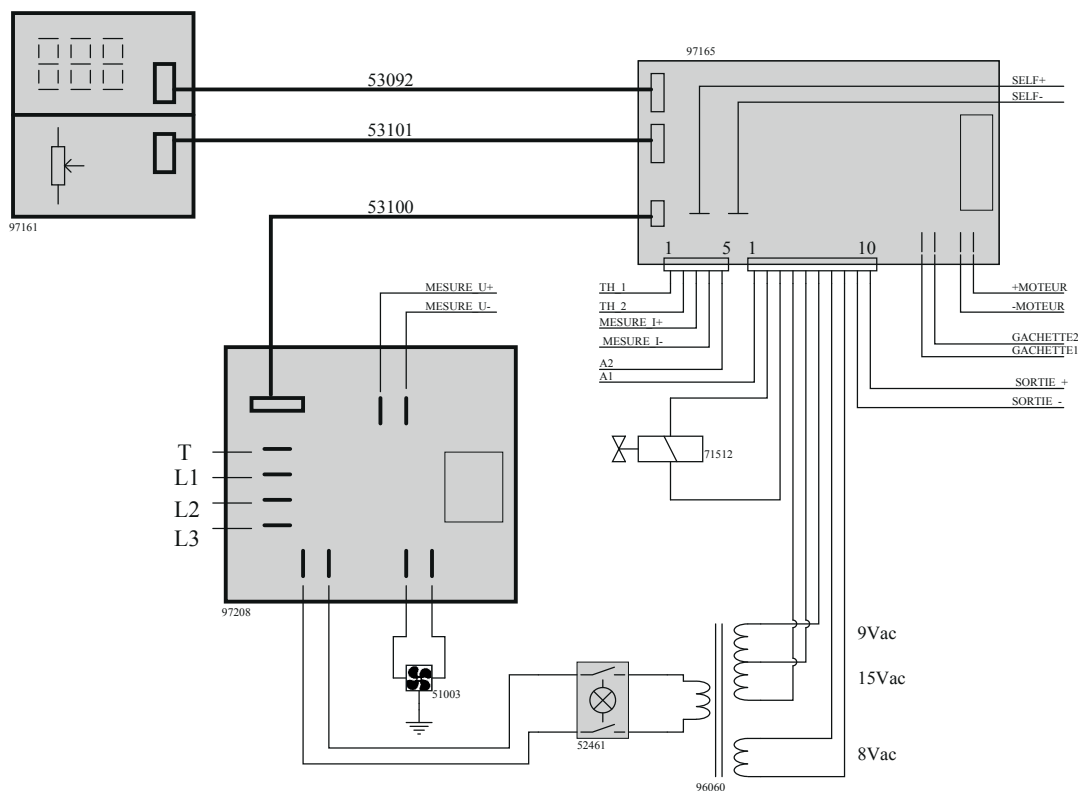 97165
53092
SELF+
SELF-
53101
53100
97161
1 5 1 10
MESURE U+
MESURE U-
TH 1
TH 2
MESURE I+
MESURE I-
A2
A1
+MOTEUR
-MOTEUR
GACHETTE2
GACHETTE1
SORTIE +
SORTIE -
71512
T
L1
L2
L3
97208
51003
52461
9Vac
15Vac
8Vac
96060